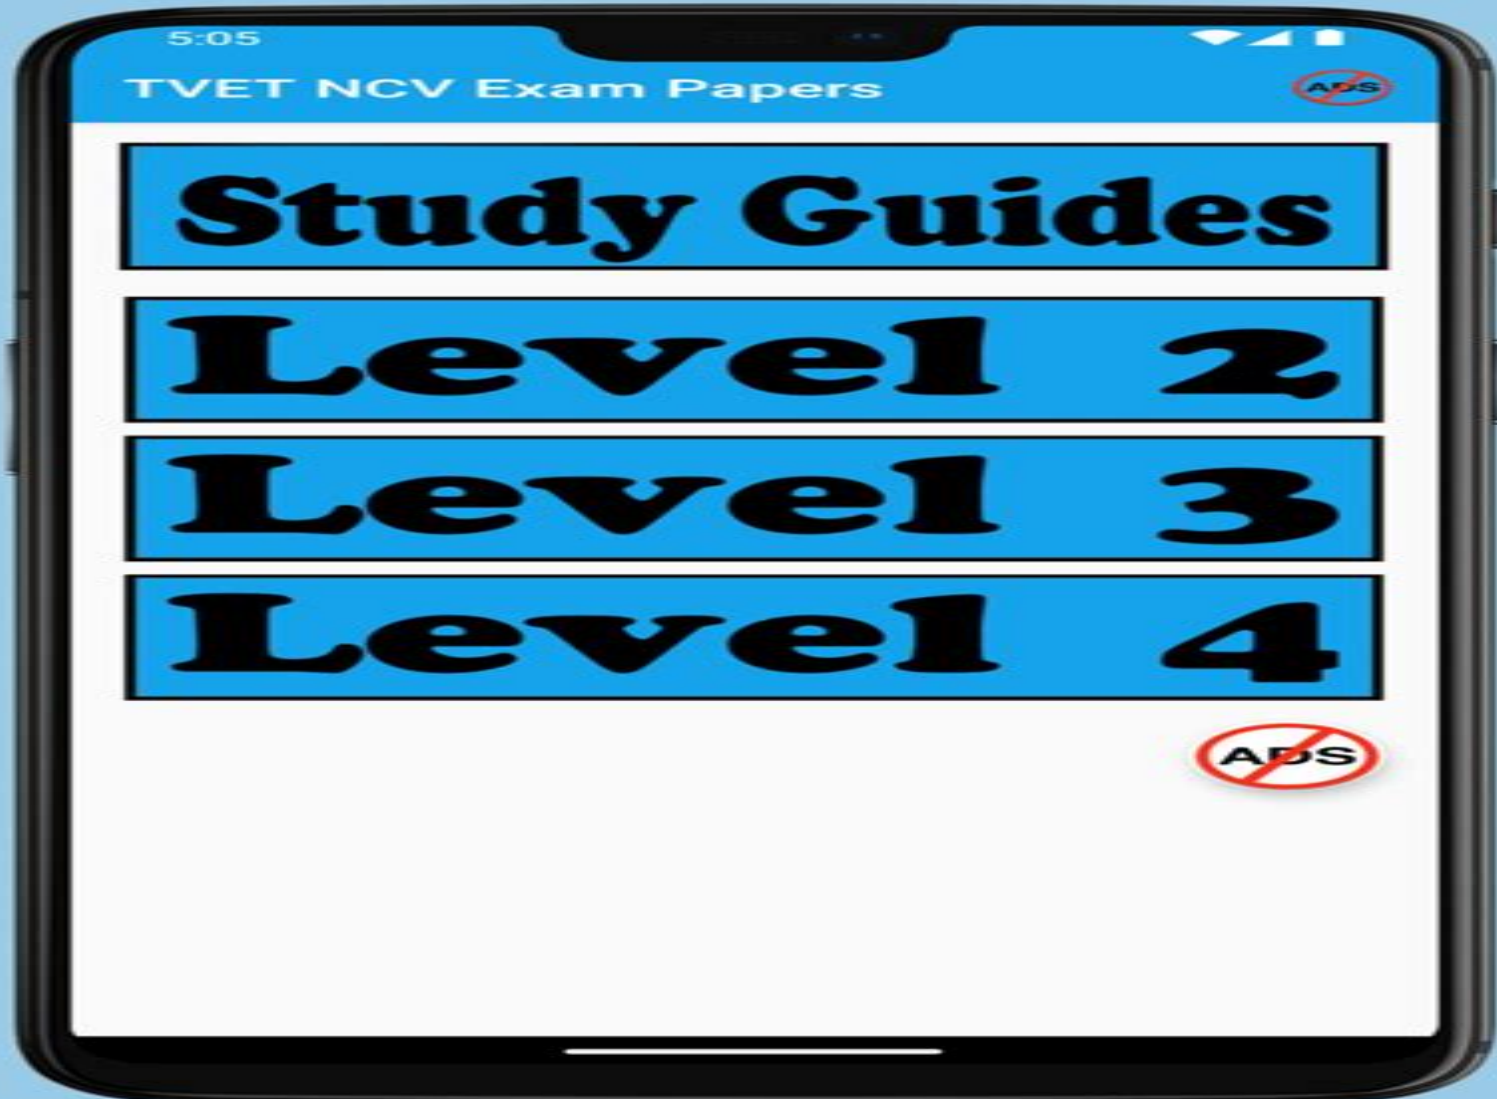 5:05
TVET NCV Exam Papers
ADS
Study Guides
Level 2
Level 3
Level 4
ADS